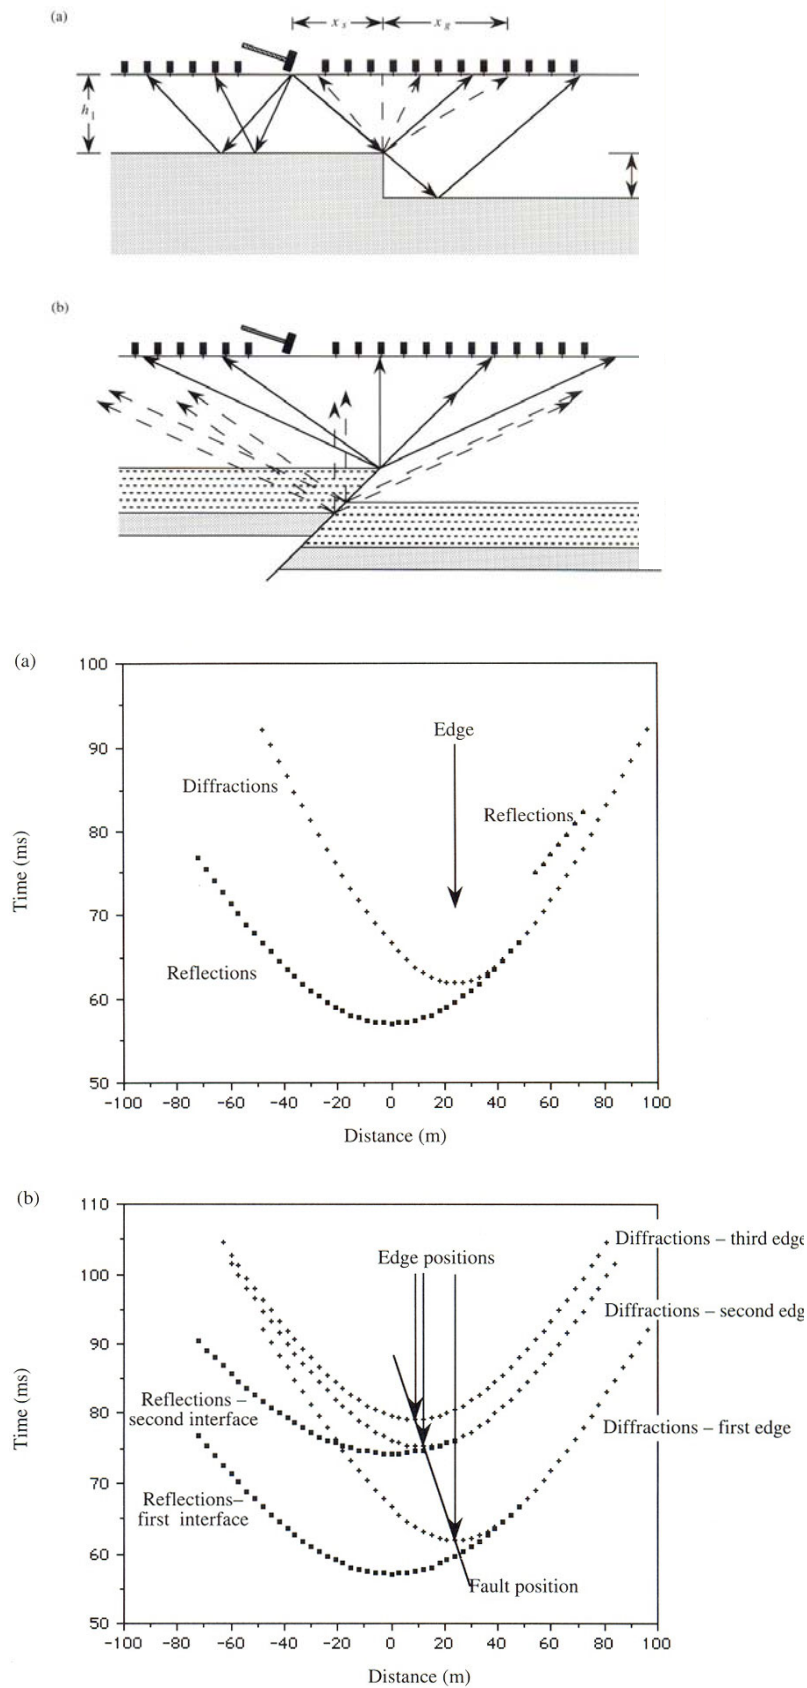 (a)
x s
x g
h 1
(b)
(a)
100
90
80
70
60
50
Time (ms)
Edge
Diffractions
Reflections
Reflections
-100 -80 -60 -40 -20 0 20 40 60 80 100
Distance (m)
(b)
110
100
90
80
70
60
50
Time (ms)
Diffractions – third edge
Edge positions
Diffractions – second edg
Reflections –
second interface
Diffractions – first edge
Reflections–
first interface
Fault position
-100 -80 -60 -40 -20 0 20 40 60 80 100
Distance (m)